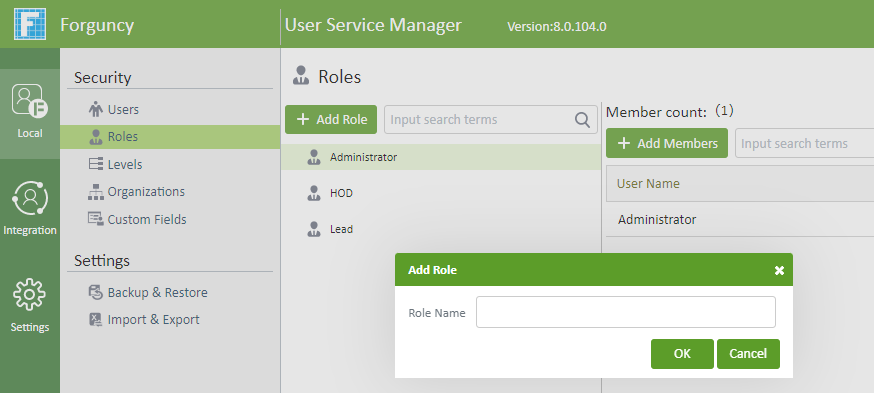 Forguncy
User Service Manager Version:8.0.104.0
Local
Integration
Settings
Security
Users
Roles
Levels
Organizations
Custom Fields
Settings
Backup & Restore
Import & Export
Roles
+ Add Role
Input search terms
Administrator
HOD
Lead
Member count: (1)
+ Add Members
Input search terms
User Name
Administrator
Add Role
Role Name
OK
Cancel